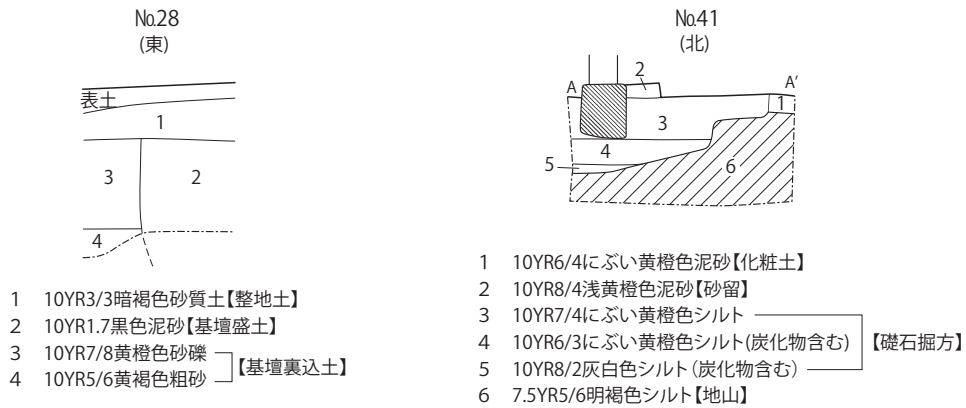 №28
(東)
表土
1
3
2
4
1 10YR3/3暗褐色砂質土【整地土】
2 10YR1.7黒色泥砂【基壇盛土】
3 10YR7/8黄橙色砂礫
4 10YR5/6黄褐色粗砂
【基壇裏込土】
№41
(北)
2
A
A′
1
3
4
5
6
1 10YR6/4にぶい黄橙色泥砂【化粧土】
2 10YR8/4浅黄橙色泥砂【砂留】
3 10YR7/4にぶい黄橙色シルト
4 10YR6/3にぶい黄橙色シルト(炭化物含む)
【礎石掘方】
5 10YR8/2灰白色シルト(炭化物含む)
6 7.5YR5/6明褐色シルト【地山】